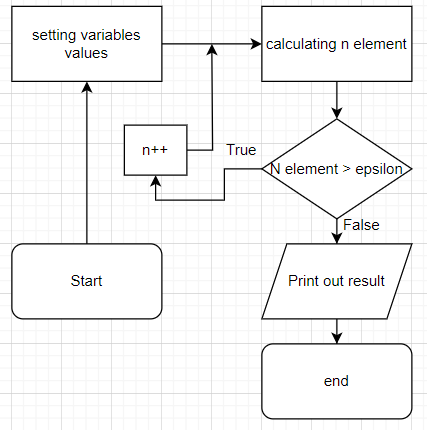 setting variables
values
calculating n element
n++
True
N element > epsilon
False
Start
Print out result
end